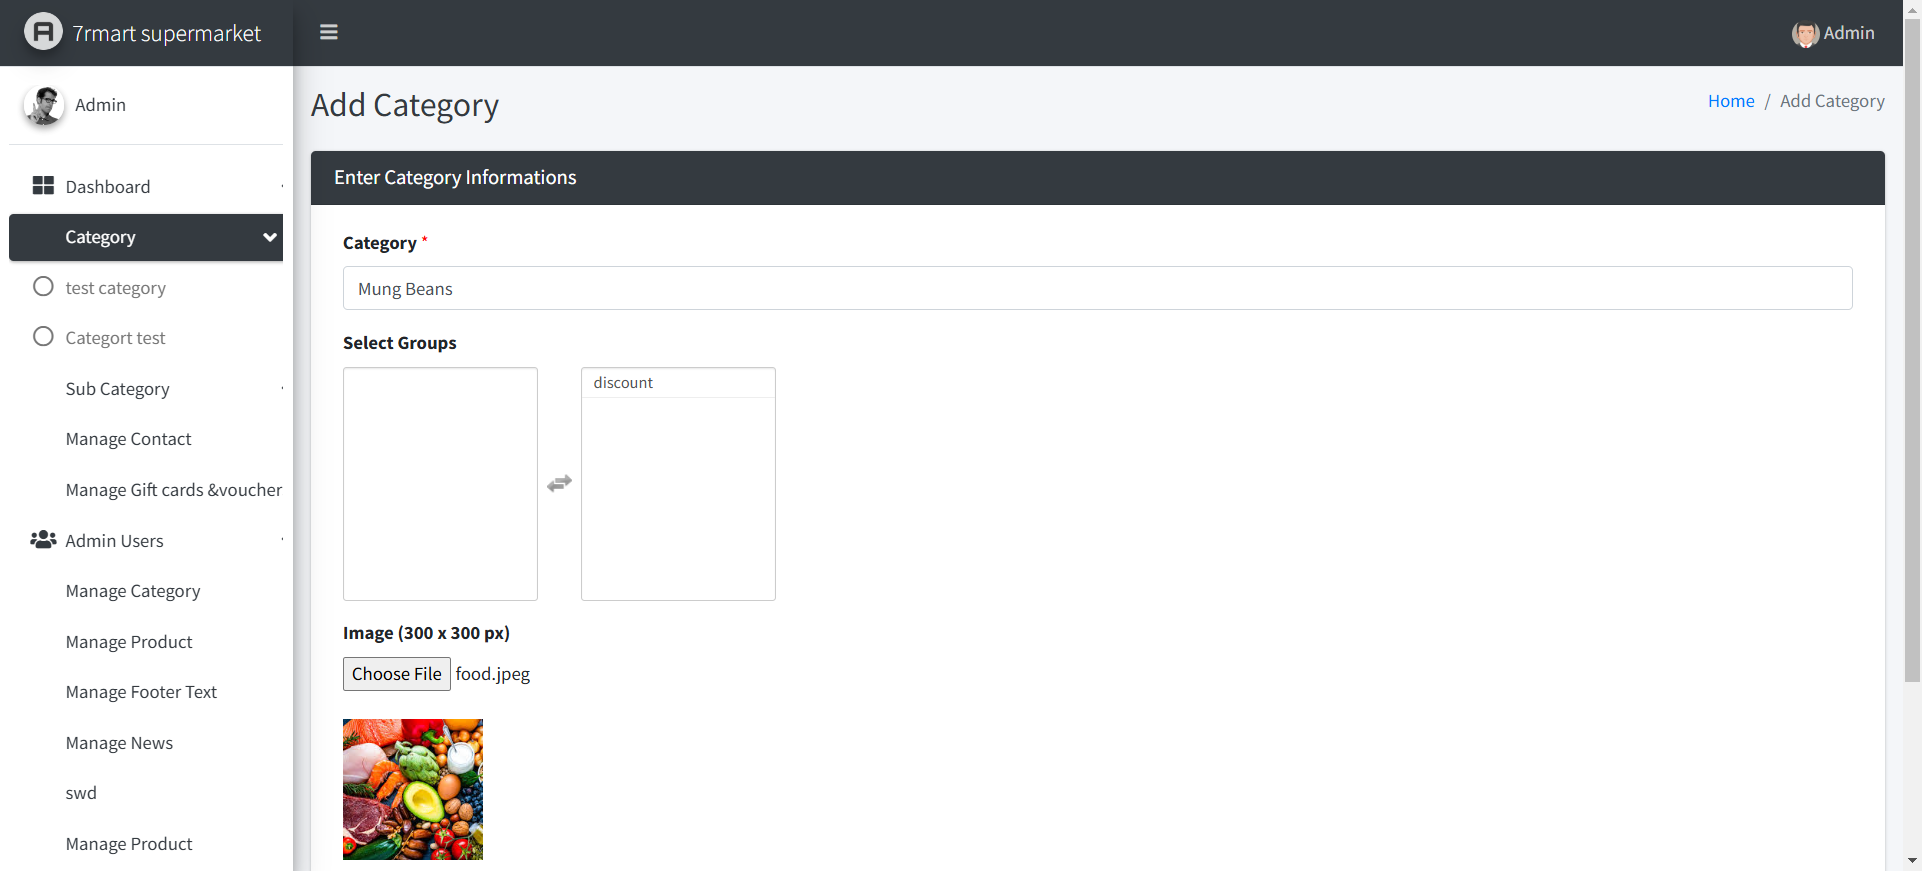 7rmart supermarket
Admin
Admin
Dashboard
Category
test category
Categort test
Sub Category
Manage Contact
Manage Gift cards &voucher
Admin Users
Manage Category
Manage Product
Manage Footer Text
Manage News
swd
Manage Product
Add Category
Home / Add Category
Enter Category Informations
Category *
Mung Beans
Select Groups
discount
Image (300 x 300 px)
Choose File food.jpeg